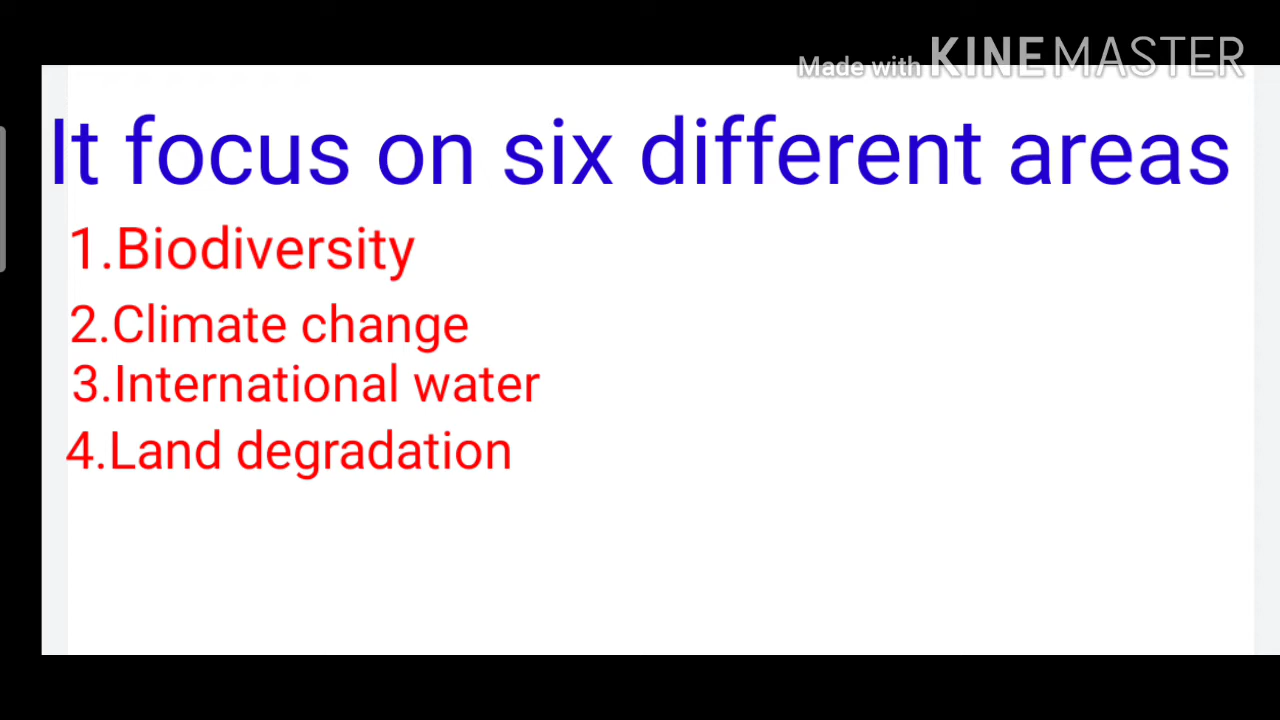 Made with KINEMASTER
It focus on six different areas
1.Biodiversity
2.Climate change
3.International water
4.Land degradation